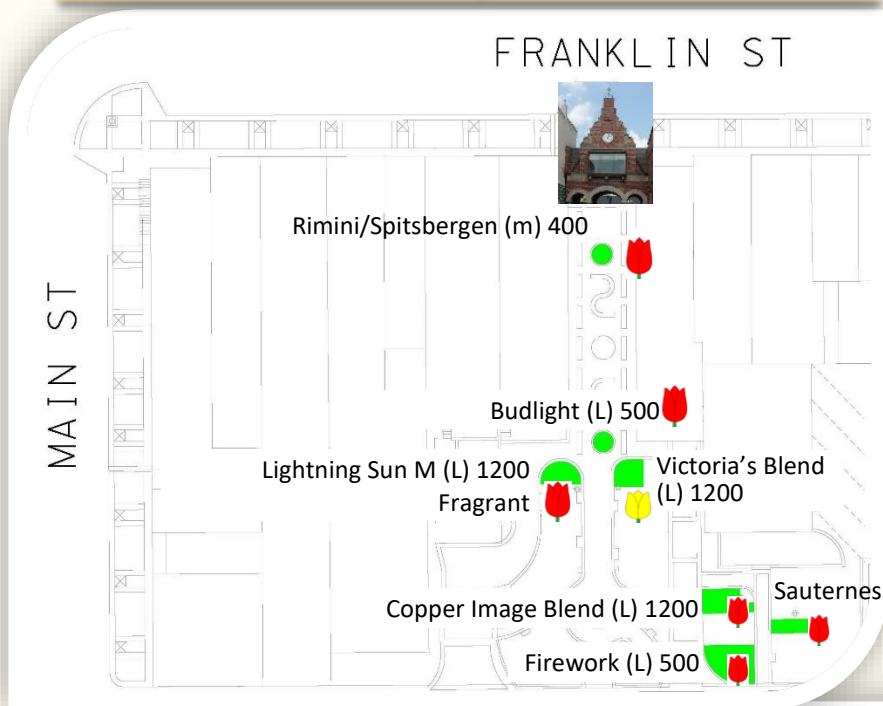 FRANKLIN ST
Rimini/Spitsbergen (m) 400
MAIN ST
Budlight (L) 500
Lightning Sun M (L) 1200
Fragrant
Victoria's Blend
(L) 1200
Sauternes
Copper Image Blend (L) 1200
Firework (L) 500